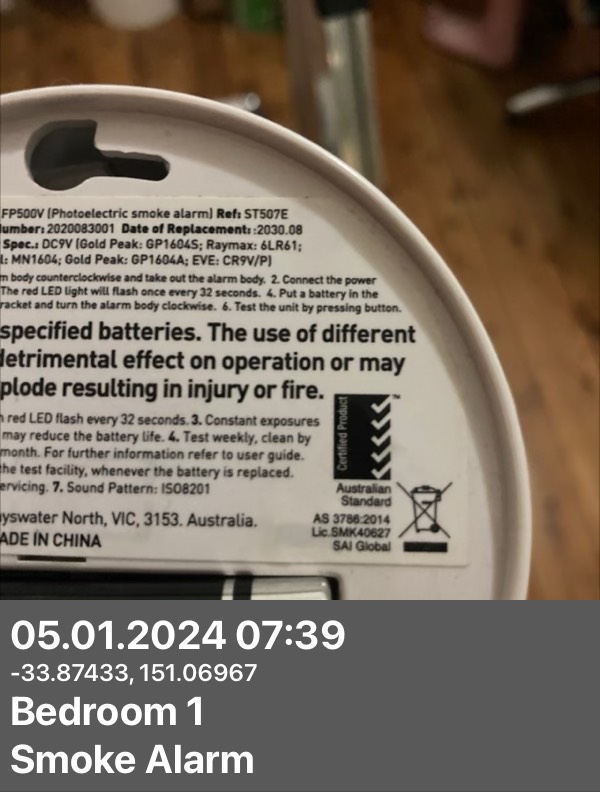 FP500V (Photoelectric smoke alarm) Ref: ST507E
2020083001 Date of Replacement: :2030.08
Spec.: DC9V (Gold Peak: GP1604S; Raymax: 6LR61;
MN1604; Gold Peak: GP1604A; EVE: CR9V/P)
body counterclockwise and take out the alarm body. 2. Connect the power
The red LED light will flash once every 32 seconds. 4. Put a battery in the
and turn the alarm body clockwise. 6. Test the unit by pressing button.
specified batteries. The use of different
effect on operation or may
resulting in injury or fire.
red LED flash every 32 seconds. 3. Constant exposures
may reduce the battery life. 4. Test weekly, clean by
month. For further information refer to user guide.
the test facility, whenever the battery is replaced.
7. Sound Pattern: ISO8201
North, VIC, 3153. Australia.
IN CHINA
Certified Product
TM
Australian
Standard
AS 3786:2014
Lic.SMK40627
SAI Global
05.01.2024 07:39
-33.87433, 151.06967
Bedroom 1
Smoke Alarm